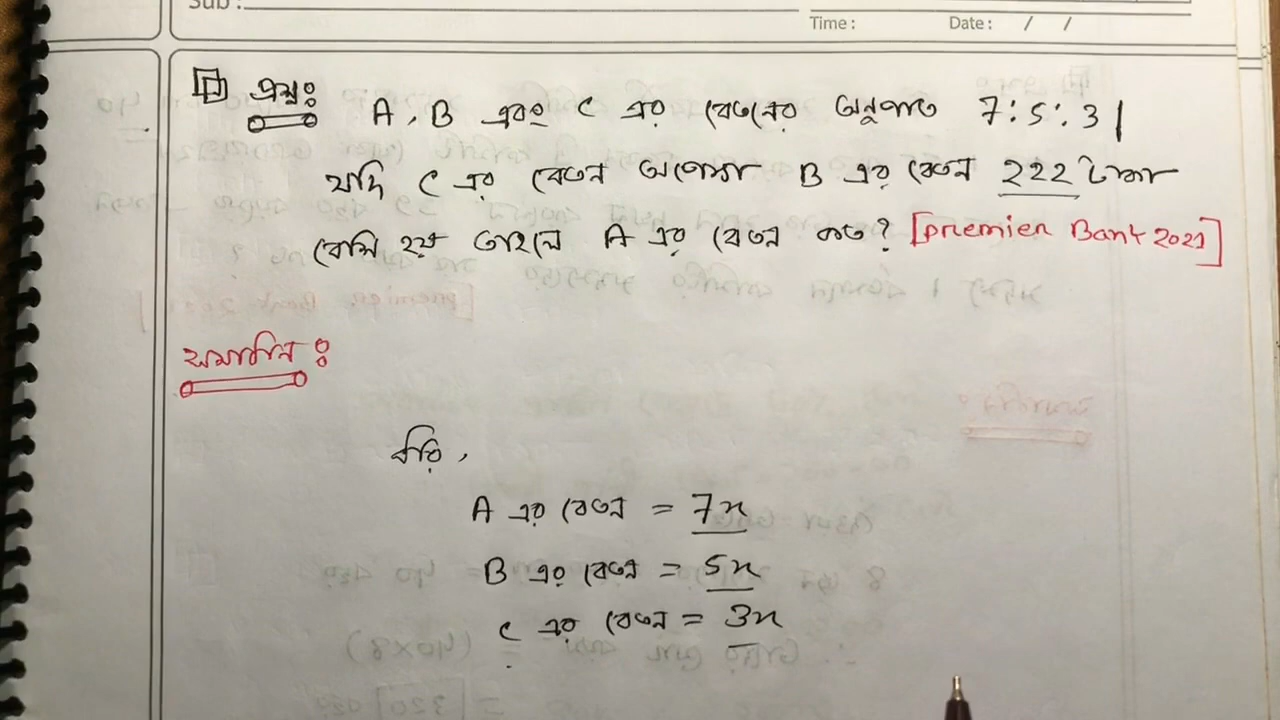 Sub :
Time : Date : / /
প্রশ্নঃ A, B এবং C এর বেতনের অনুপাত 7:5:3।
যদি C এর বেতন অপেক্ষা B এর বেতন 222 টাকা
বেশি হয় তাহলে A এর বেতন কত? [Premier Bank 2021]
সমাধানঃ
ধরি,
A এর বেতন = 7x
B এর বেতন = 5x
C এর বেতন = 3x